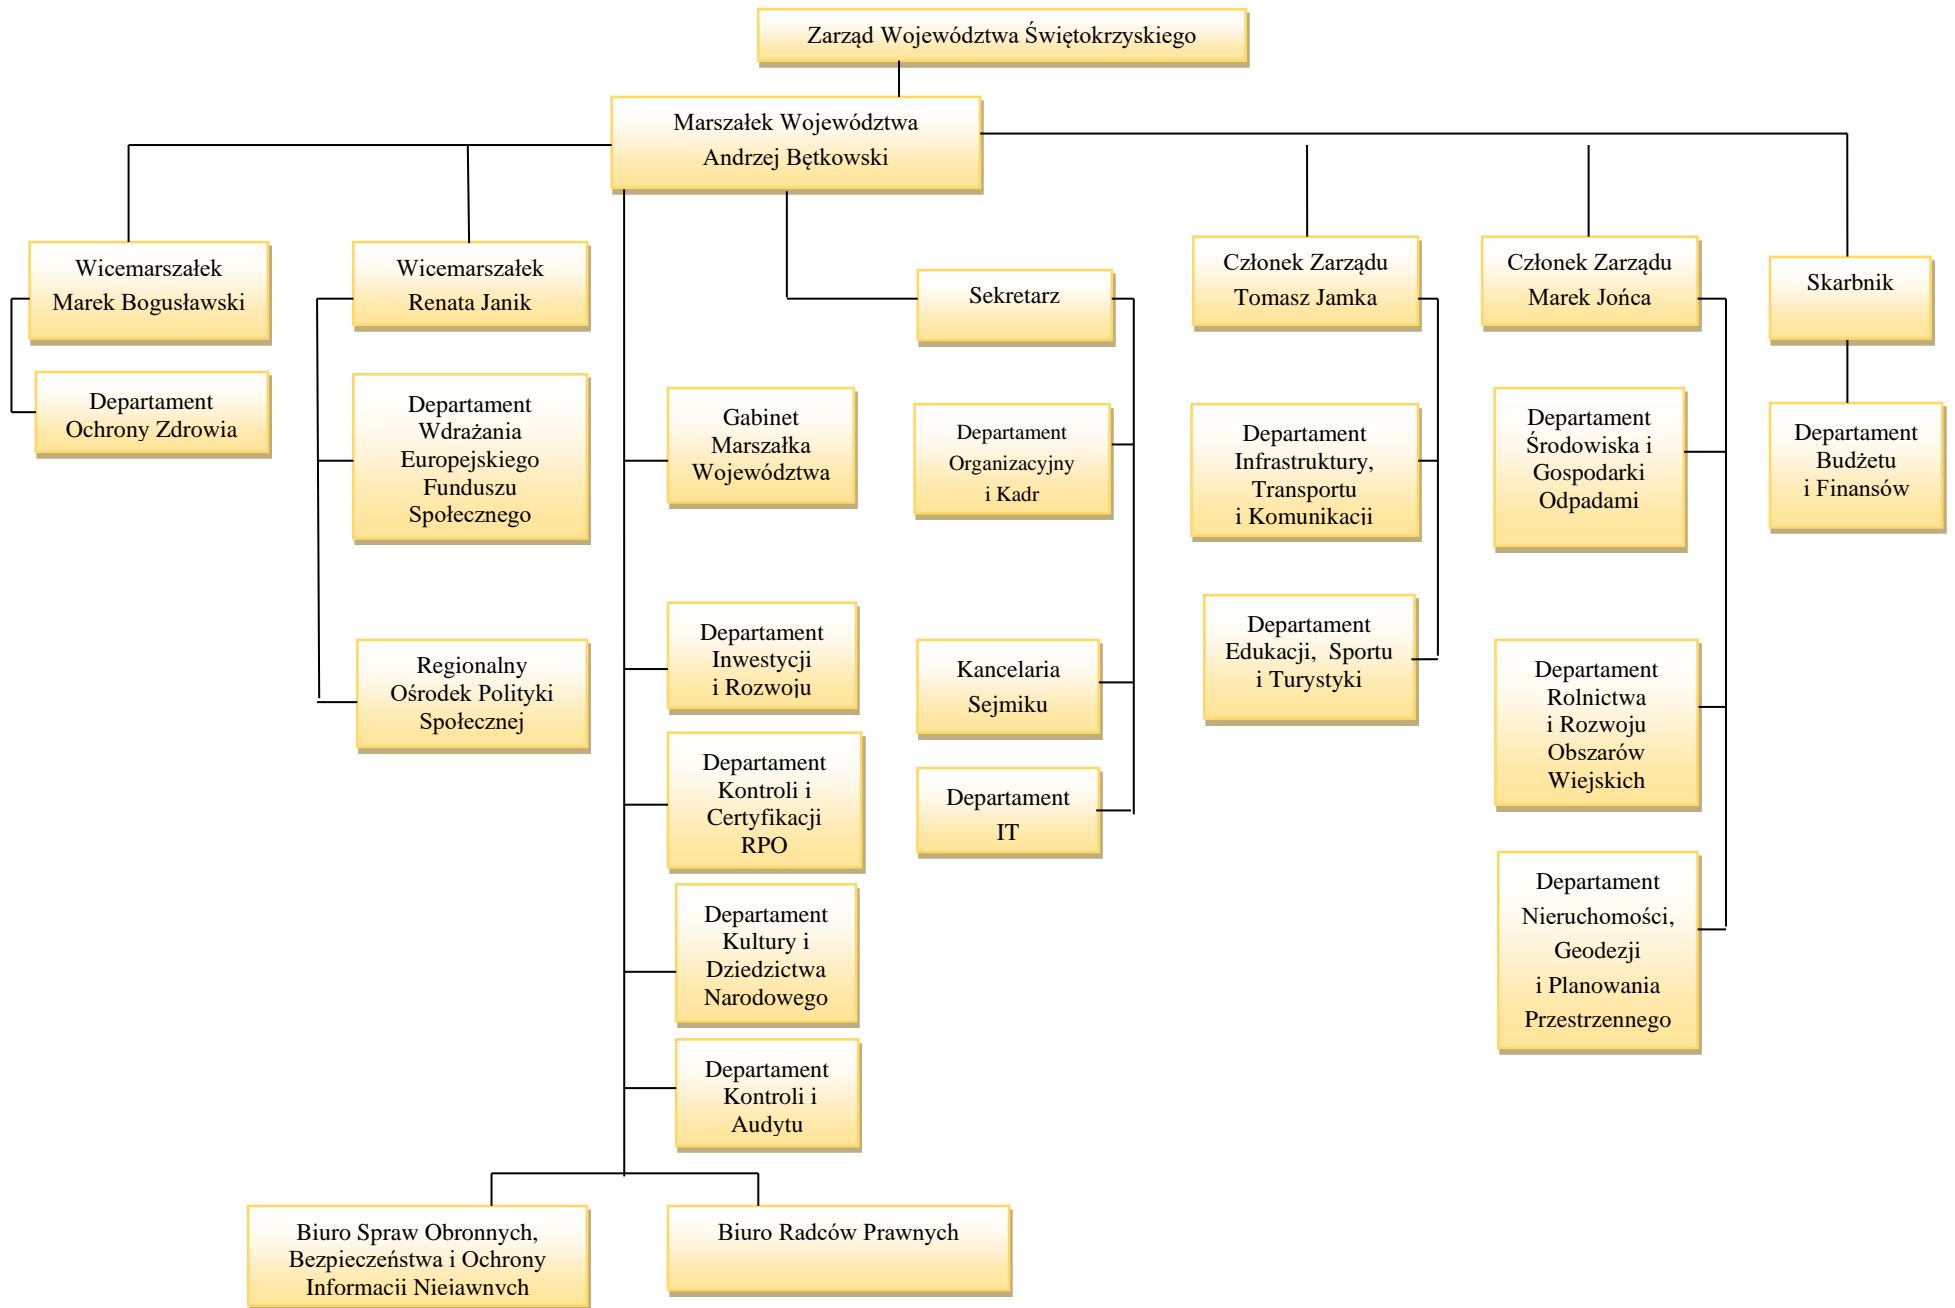 Zarząd Województwa Świętokrzyskiego
Marszałek Województwa
Andrzej Bętkowski
Wicemarszałek
Marek Bogusławski
Departament
Ochrony Zdrowia
Wicemarszałek
Renata Janik
Departament
Wdrażania
Europejskiego
Funduszu
Społecznego
Regionalny
Ośrodek Polityki
Społecznej
Gabinet
Marszałka
Województwa
Departament
Inwestycji
i Rozwoju
Departament
Kontroli i
Certyfikacji
RPO
Departament
Kultury i
Dziedzictwa
Narodowego
Departament
Kontroli i
Audytu
Biuro Spraw Obronnych,
Bezpieczeństwa i Ochrony
Informacji Niejawnych
Biuro Radców Prawnych
Sekretarz
Departament
Organizacyjny
i Kadr
Kancelaria
Sejmiku
Departament
IT
Członek Zarządu
Tomasz Jamka
Departament
Infrastruktury,
Transportu
i Komunikacji
Departament
Edukacji, Sportu
i Turystyki
Członek Zarządu
Marek Jońca
Departament
Środowiska i
Gospodarki
Odpadami
Departament
Rolnictwa
i Rozwoju
Obszarów
Wiejskich
Departament
Nieruchomości,
Geodezji
i Planowania
Przestrzennego
Skarbnik
Departament
Budżetu
i Finansów